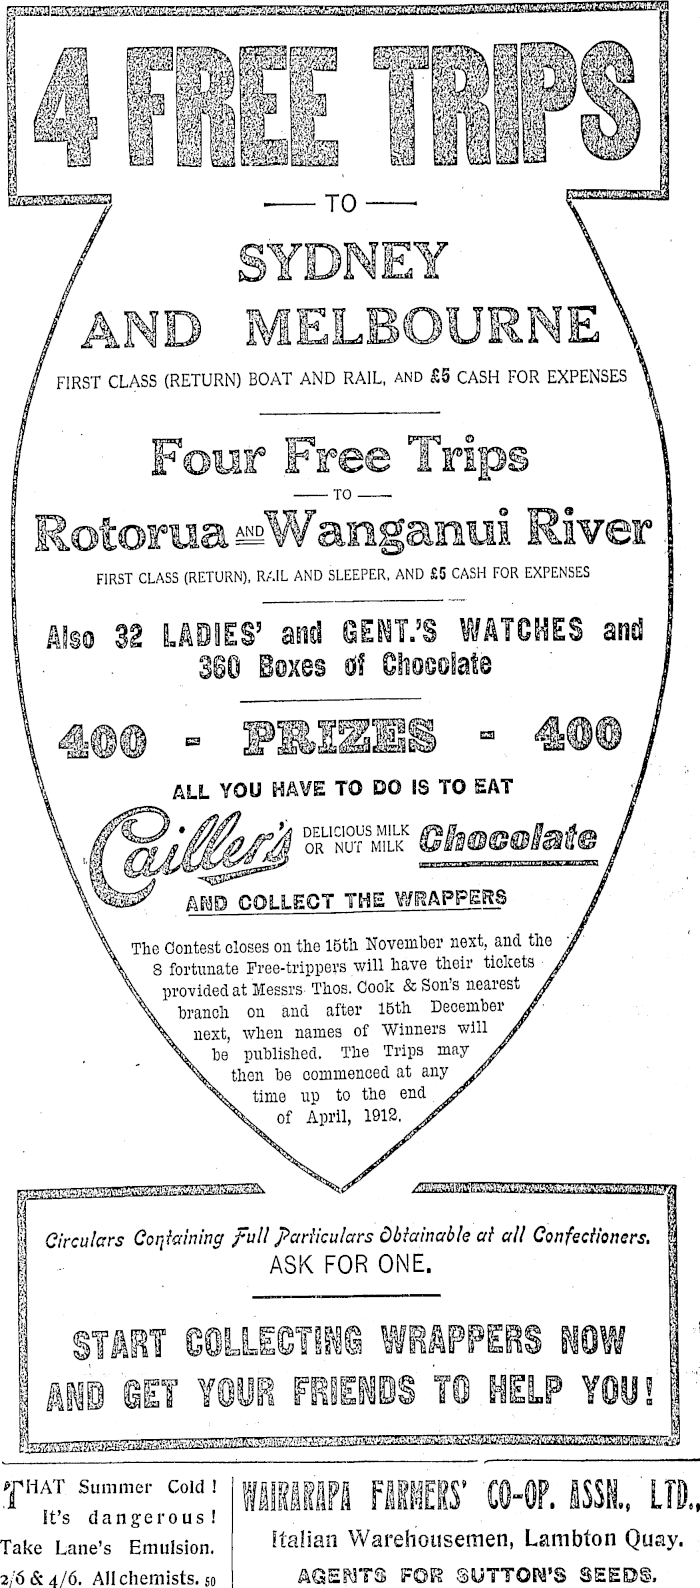 4 FREE TRIPS
TO
SYDNEY
AND MELBOURNE
FIRST CLASS (RETURN) BOAT AND RAIL, AND £5 CASH FOR EXPENSES
Four Free Trips
TO
Rotorua AND Wanganui River
FIRST CLASS (RETURN), RAIL AND SLEEPER, AND £5 CASH FOR EXPENSES
Also 32 LADIES' and GENT.'S WATCHES and
360 Boxes of Chocolate
400 - PRIZES - 400
ALL YOU HAVE TO DO IS TO EAT
Cailler's DELICIOUS MILK OR NUT MILK Chocolate
AND COLLECT THE WRAPPERS
The Contest closes on the 15th November next, and the
8 fortunate Free-trippers will have their tickets
provided at Messrs Thos. Cook & Son's nearest
branch on and after 15th December
next, when names of Winners will
be published. The Trips may
then be commenced at any
time up to the end
of April, 1912.
Circulars Containing Full Particulars Obtainable at all Confectioners.
ASK FOR ONE.
START COLLECTING WRAPPERS NOW
AND GET YOUR FRIENDS TO HELP YOU!
THAT Summer Cold!
It's dangerous!
Take Lane's Emulsion.
2/6 & 4/6. All chemists. 50
WAIRARAPA FARMERS' CO-OP. ASSN., LTD.,
Italian Warehousemen, Lambton Quay.
AGENTS FOR SUTTON'S SEEDS.